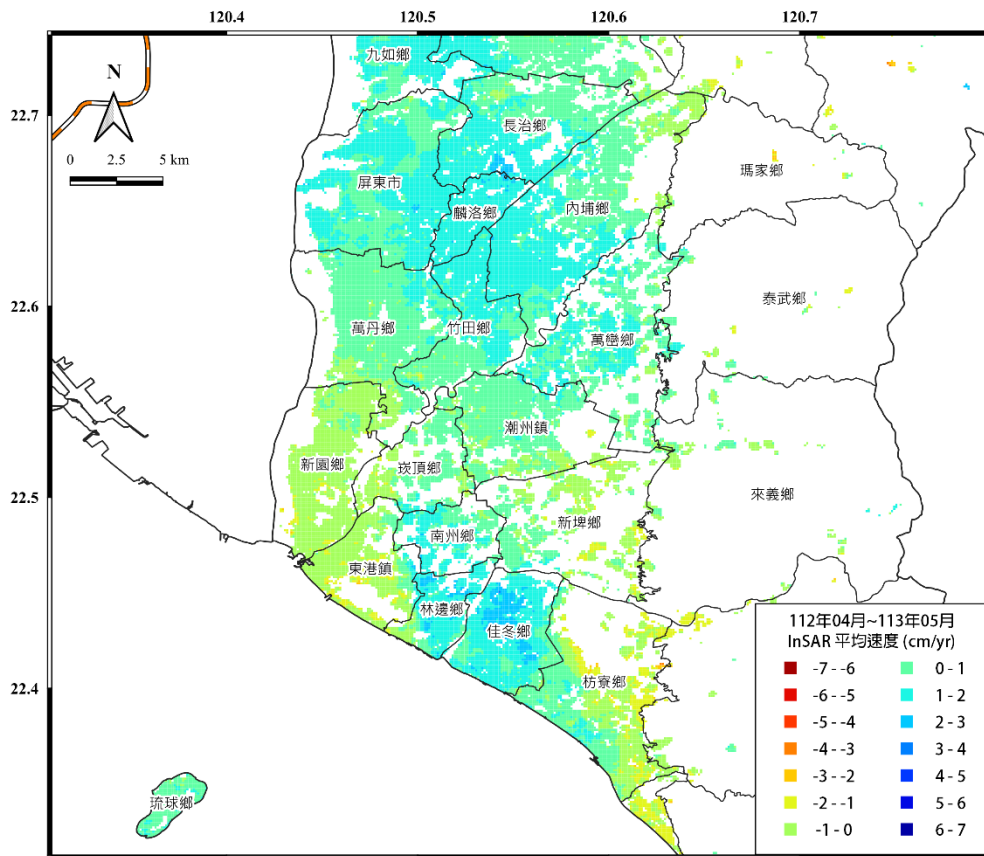 120.4
120.5
120.6
120.7
22.7
22.6
22.5
22.4
N
0 2.5 5 km
九如鄉
長治鄉
屏東市
麟洛鄉
內埔鄉
瑪家鄉
泰武鄉
萬丹鄉
竹田鄉
萬巒鄉
潮州鎮
新園鄉
崁頂鄉
來義鄉
南州鄉
新埤鄉
東港鎮
林邊鄉
佳冬鄉
枋寮鄉
琉球鄉
112年04月~113年05月
InSAR 平均速度 (cm/yr)
-7 - -6
-6 - -5
-5 - -4
-4 - -3
-3 - -2
-2 - -1
-1 - 0
0 - 1
1 - 2
2 - 3
3 - 4
4 - 5
5 - 6
6 - 7